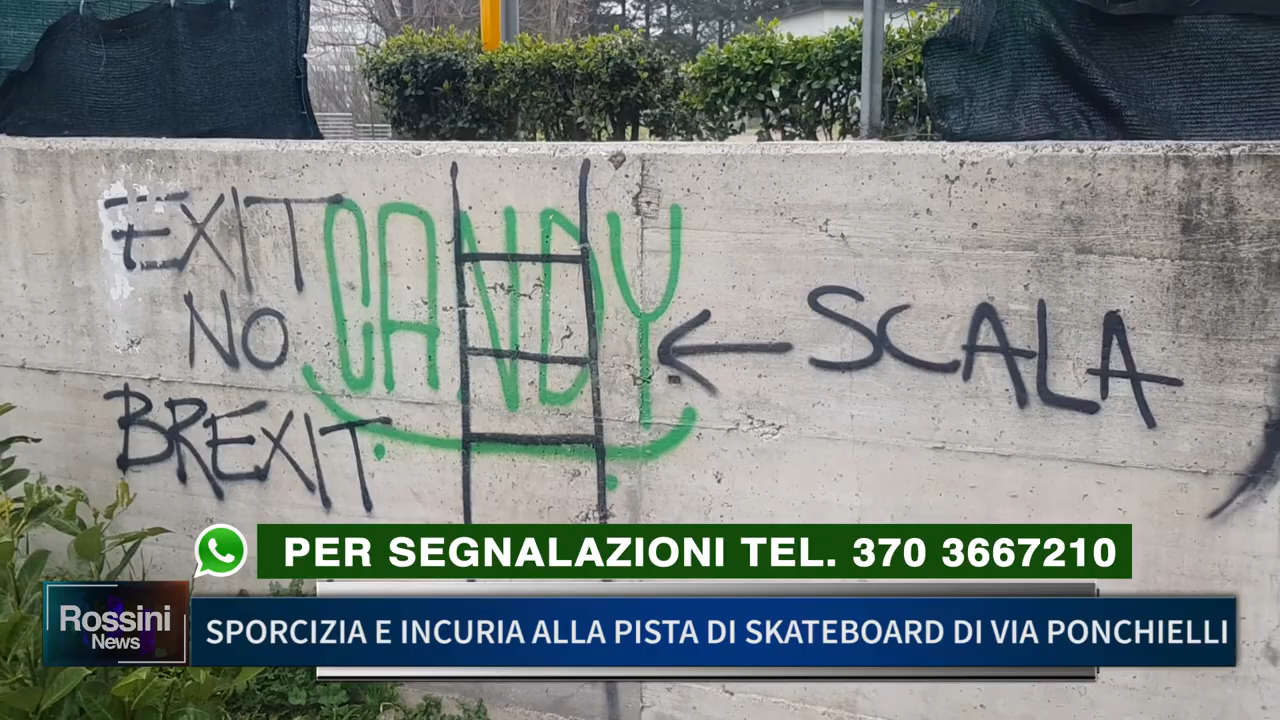 EXIT
NO
BREXIT
CANDY
SCALA
PER SEGNALAZIONI TEL. 370 3667210
Rossini
News
SPORCIZIA E INCURIA ALLA PISTA DI SKATEBOARD DI VIA PONCHIELLI